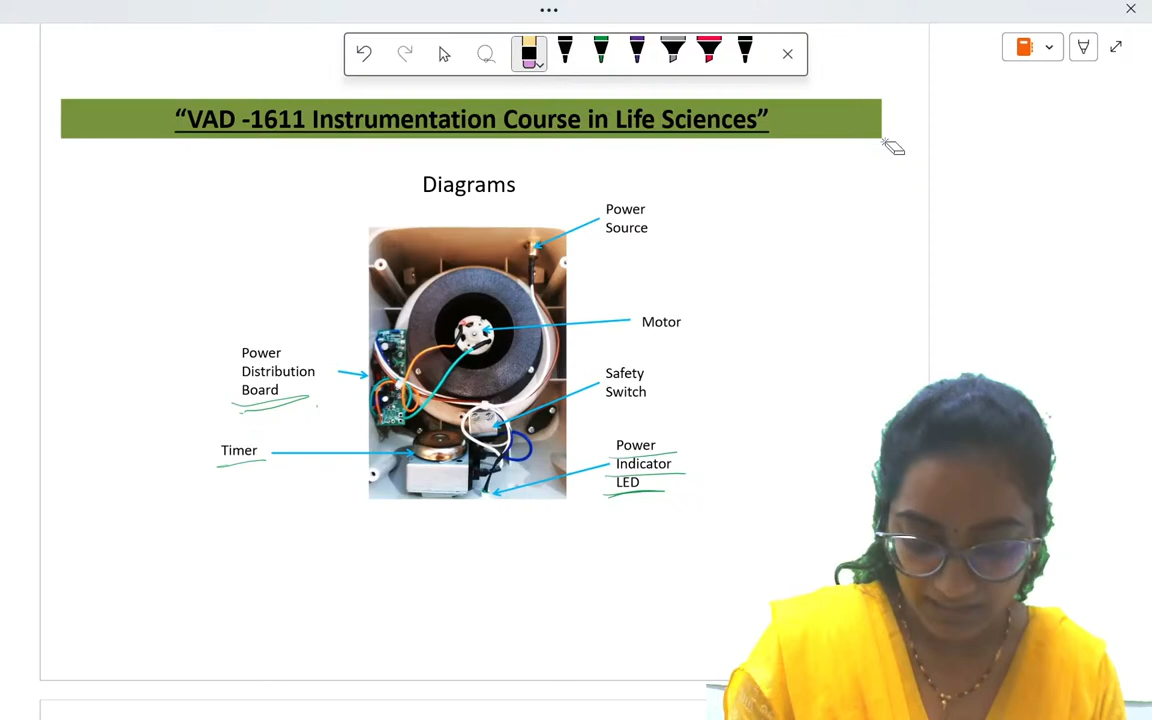 “VAD -1611 Instrumentation Course in Life Sciences”
Diagrams
Power
Source
Motor
Safety
Switch
Power
Distribution
Board
Timer
Power
Indicator
LED